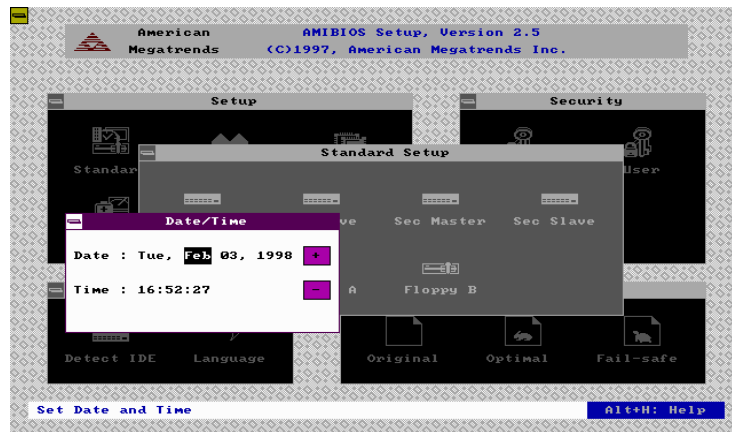 American
Megatrends
AMIBIOS Setup, Version 2.5
(C)1997, American Megatrends Inc.
Setup
Security
Standar
User
Standard Setup
ve
Sec Master
Sec Slave
Date/Time
Date : Tue, Feb 03, 1998 +
Time : 16:52:27 -
A
Floppy B
Detect IDE
Language
Original
Optimal
Fail-safe
Set Date and Time
Alt+H: Help